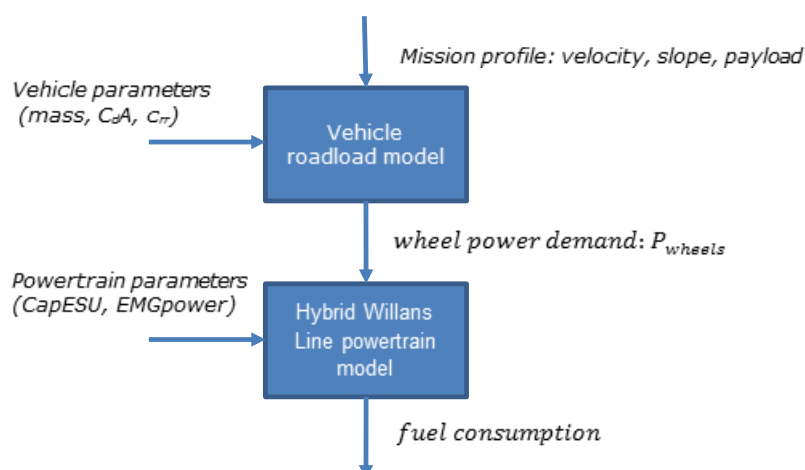 Mission profile: velocity, slope, payload
Vehicle parameters
(mass, CdA, crr)
Vehicle
roadload model
wheel power demand: Pwheels
Powertrain parameters
(CapESU, EMGpower)
Hybrid Willans
Line powertrain
model
fuel consumption